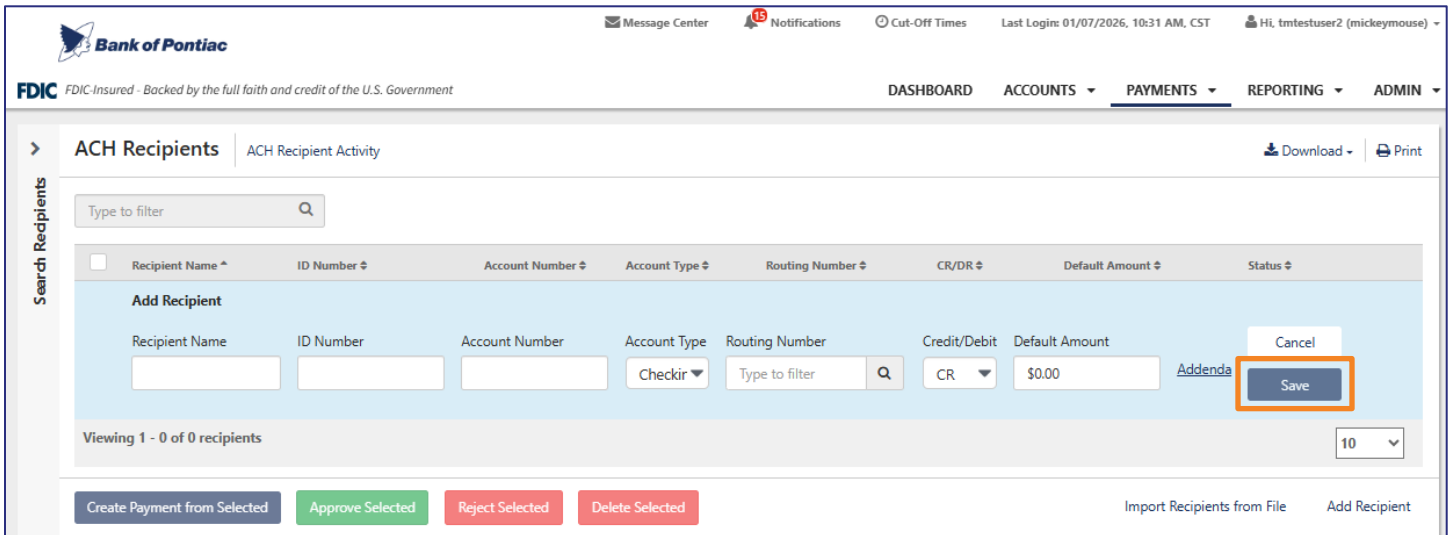 Message Center
15
Notifications
Cut-Off Times
Last Login: 01/07/2026, 10:31 AM, CST
Hi, tmtestuser2 (mickeymouse)
Bank of Pontiac
FDIC FDIC-Insured - Backed by the full faith and credit of the U.S. Government
DASHBOARD
ACCOUNTS
PAYMENTS
REPORTING
ADMIN
Search Recipients
ACH Recipients
ACH Recipient Activity
Download
Print
Type to filter
Recipient Name
ID Number
Account Number
Account Type
Routing Number
CR/DR
Default Amount
Status
Add Recipient
Recipient Name
ID Number
Account Number
Account Type
Routing Number
Credit/Debit
Default Amount
Cancel
Checkir
Type to filter
CR
$0.00
Addenda
Save
Viewing 1 - 0 of 0 recipients
10
Create Payment from Selected
Approve Selected
Reject Selected
Delete Selected
Import Recipients from File
Add Recipient